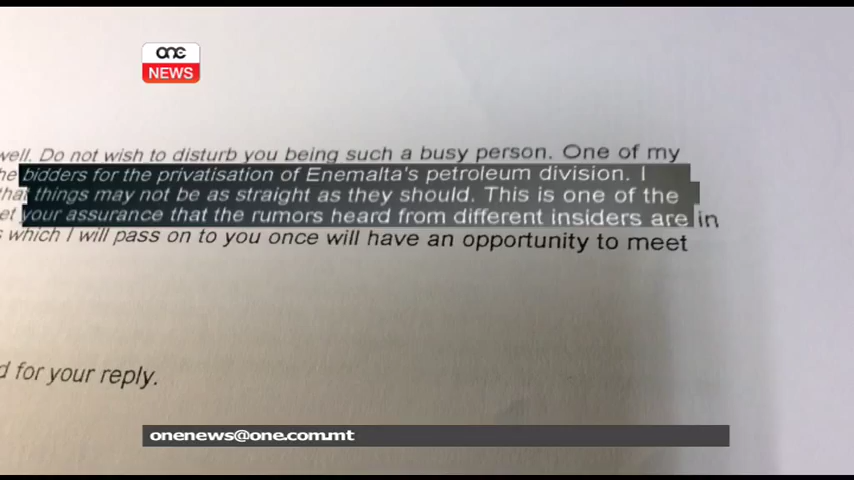 one
NEWS
well. Do not wish to disturb you being such a busy person. One of my
he bidders for the privatisation of Enemalta's petroleum division. I
that things may not be as straight as they should. This is one of the
et your assurance that the rumors heard from different insiders are in
s which I will pass on to you once will have an opportunity to meet
d for your reply.
onenews@one.com.mt